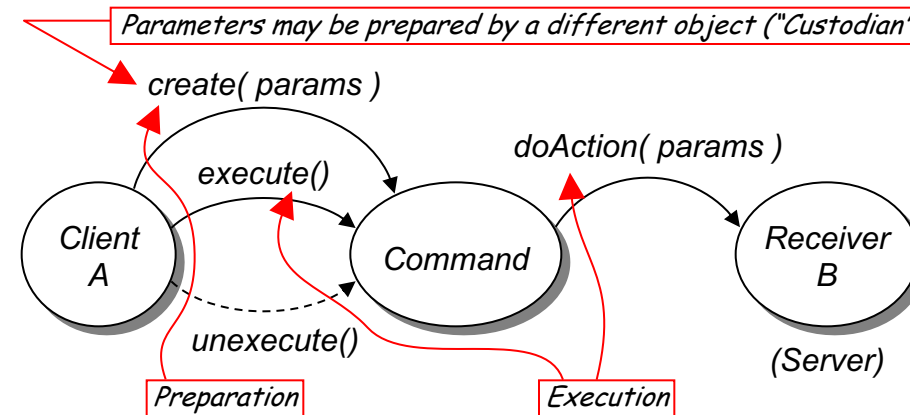 Parameters may be prepared by a different object ("Custodian"
create( params )
doAction( params )
execute()
Client
A
Command
Receiver
B
unexecute()
(Server)
Preparation
Execution